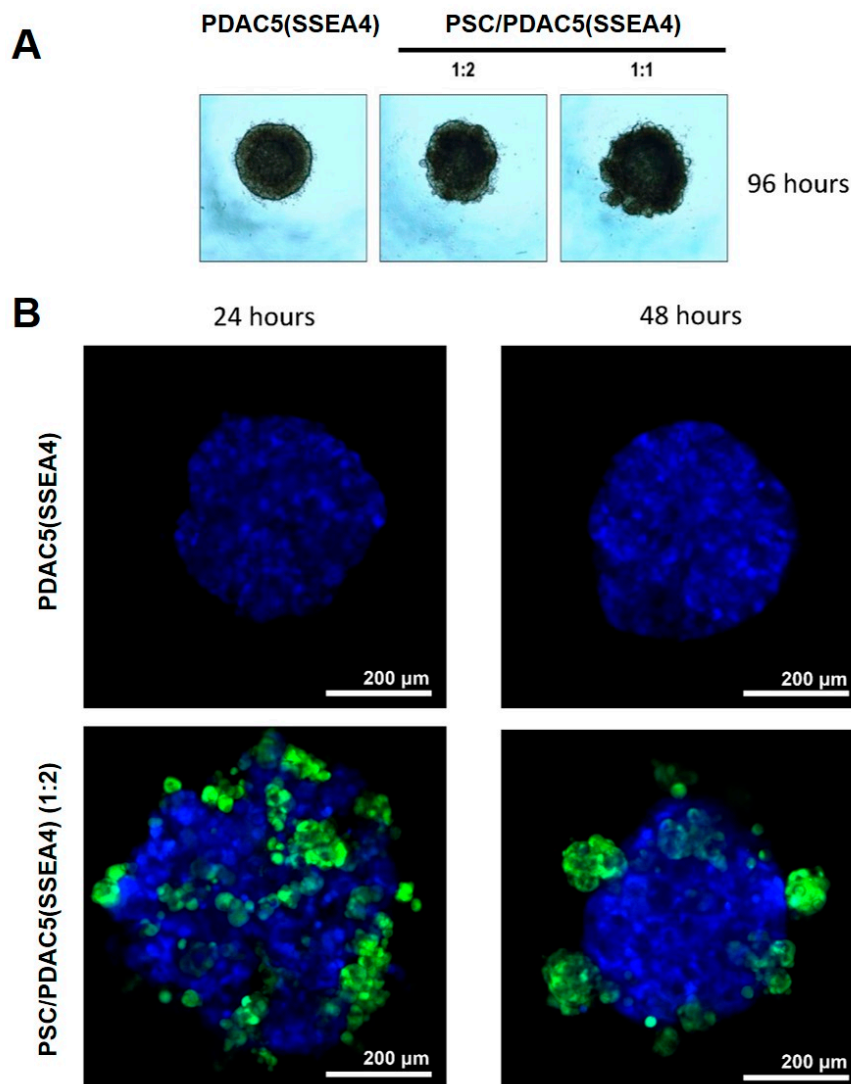 A
PDAC5(SSEA4)
PSC/PDAC5(SSEA4)
1:2
1:1
96 hours
B
24 hours
48 hours
PDAC5(SSEA4)
200 µm
200 µm
PSC/PDAC5(SSEA4) (1:2)
200 µm
200 µm